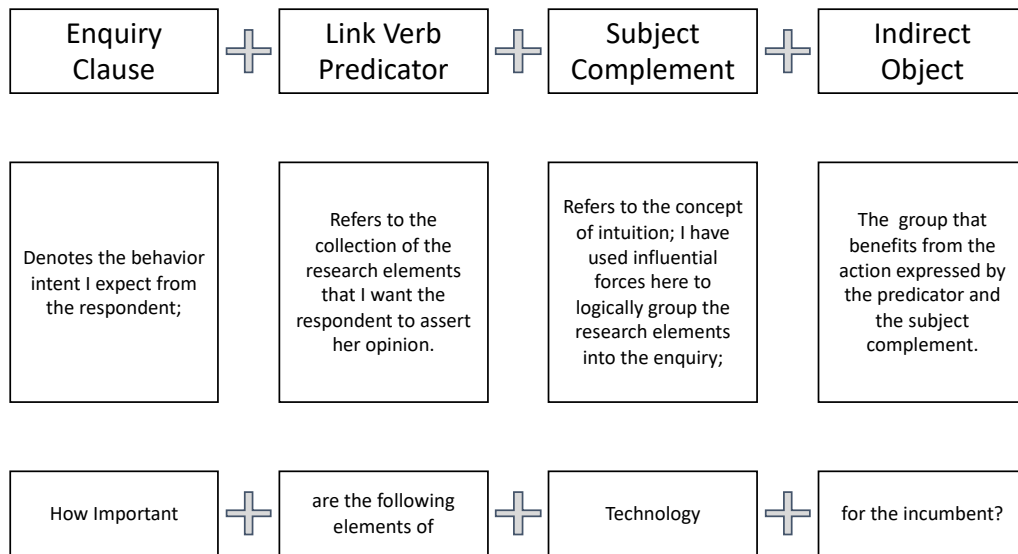 Enquiry
Clause
Link Verb
Predicator
Subject
Complement
Indirect
Object
Denotes the behavior
intent I expect from
the respondent;
Refers to the
collection of the
research elements
that I want the
respondent to assert
her opinion.
Refers to the concept
of intuition; I have
used influential
forces here to
logically group the
research elements
into the enquiry;
The group that
benefits from the
action expressed by
the predicator and
the subject
complement.
How Important
are the following
elements of
Technology
for the incumbent?